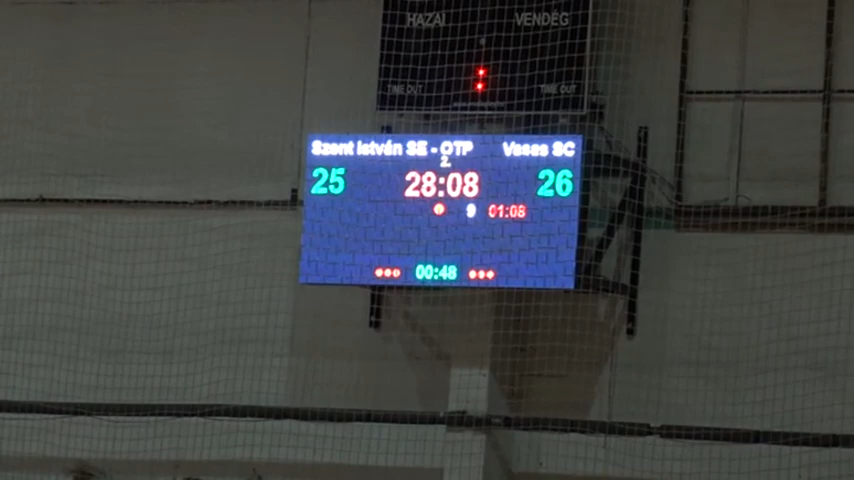 HAZAI VENDÉG
TIME OUT TIME OUT
Szent István SE - OTP Vasas SC
2.
25 28:08 26
9 01:08
00:48